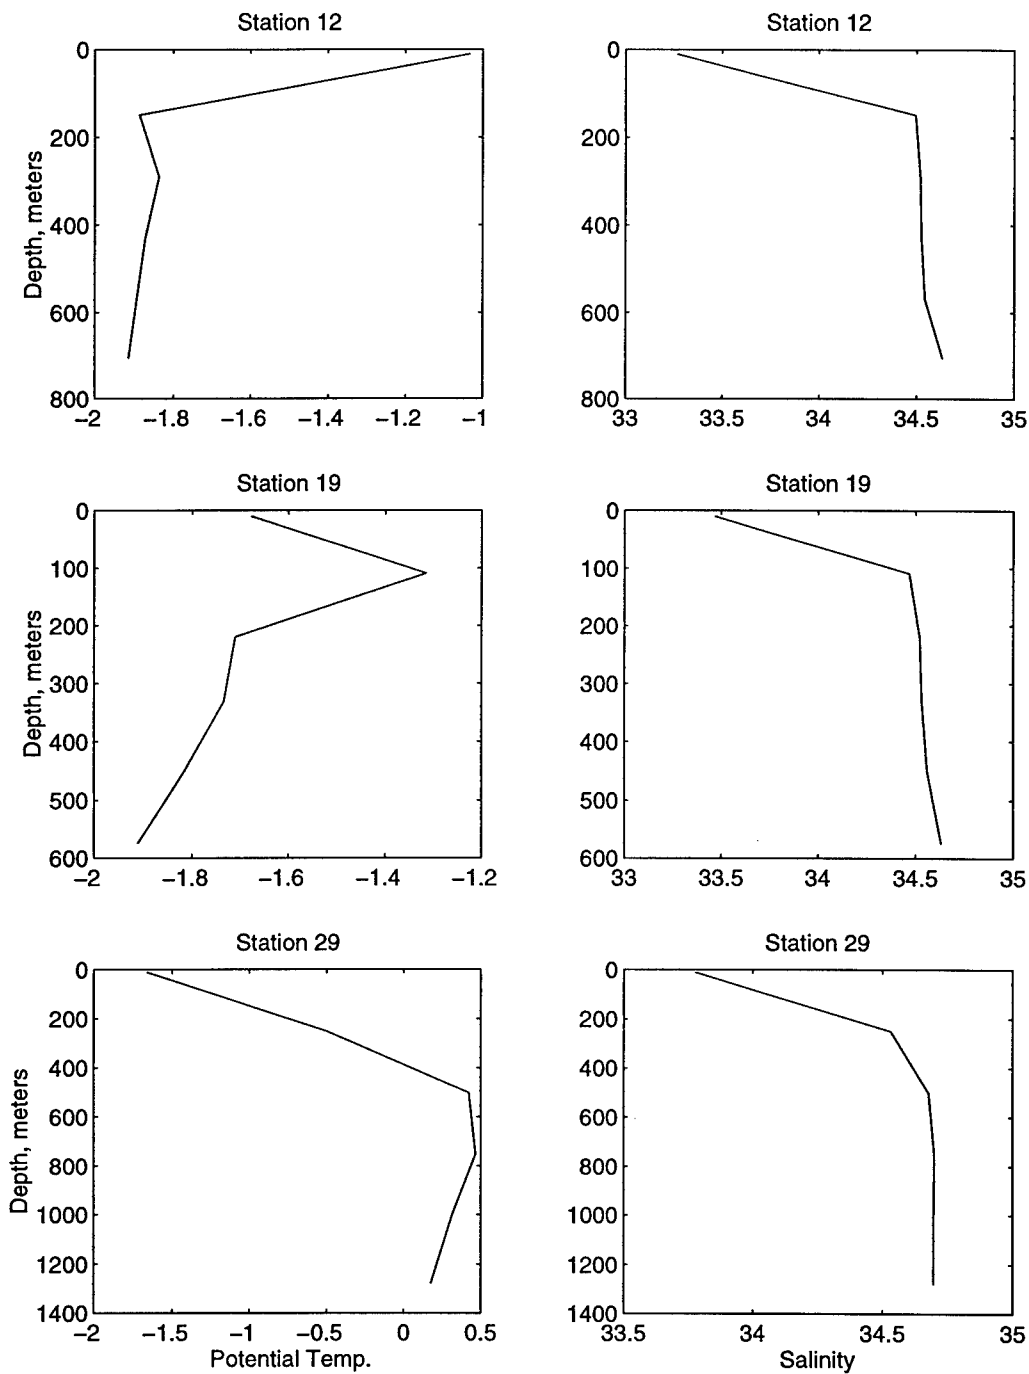 Station 12
Station 12
0
200
400
600
800
Depth, meters
−2 −1.8 −1.6 −1.4 −1.2 −1
0
200
400
600
800
33 33.5 34 34.5 35
Station 19
Station 19
0
100
200
300
400
500
600
Depth, meters
−2 −1.8 −1.6 −1.4 −1.2
0
100
200
300
400
500
600
33 33.5 34 34.5 35
Station 29
Station 29
0
200
400
600
800
1000
1200
1400
Depth, meters
−2 −1.5 −1 −0.5 0 0.5
Potential Temp.
0
200
400
600
800
1000
1200
1400
33.5 34 34.5 35
Salinity